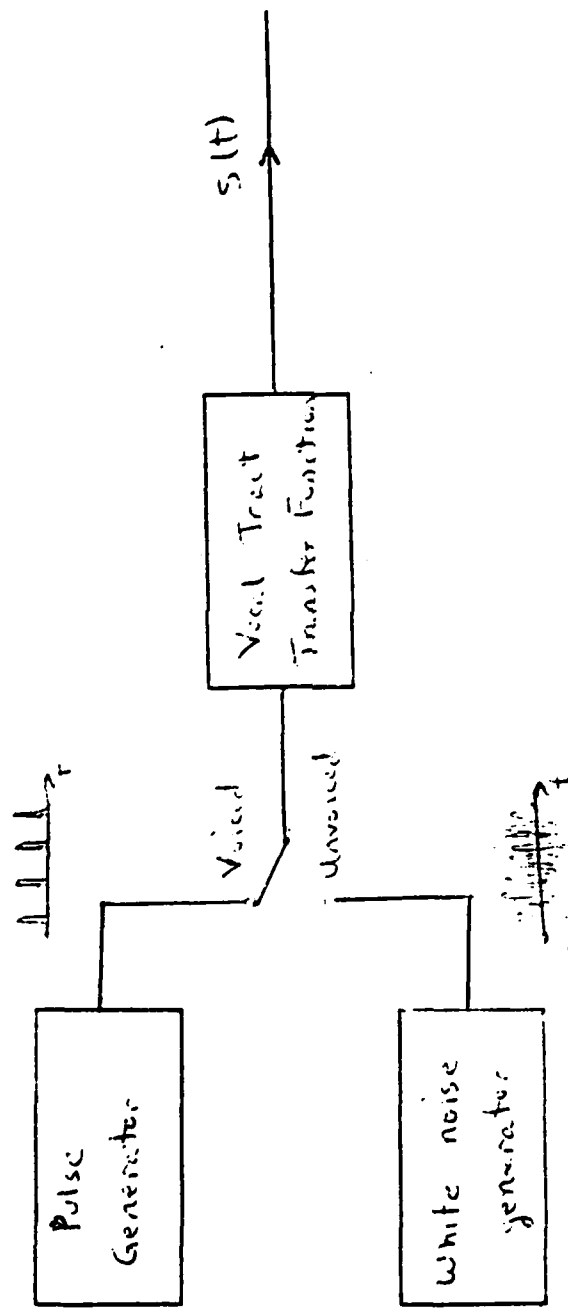 Pulse
Generator
t
Voiced
Unvoiced
White noise
generator
t
Vocal Tract
Transfer Function
S(t)